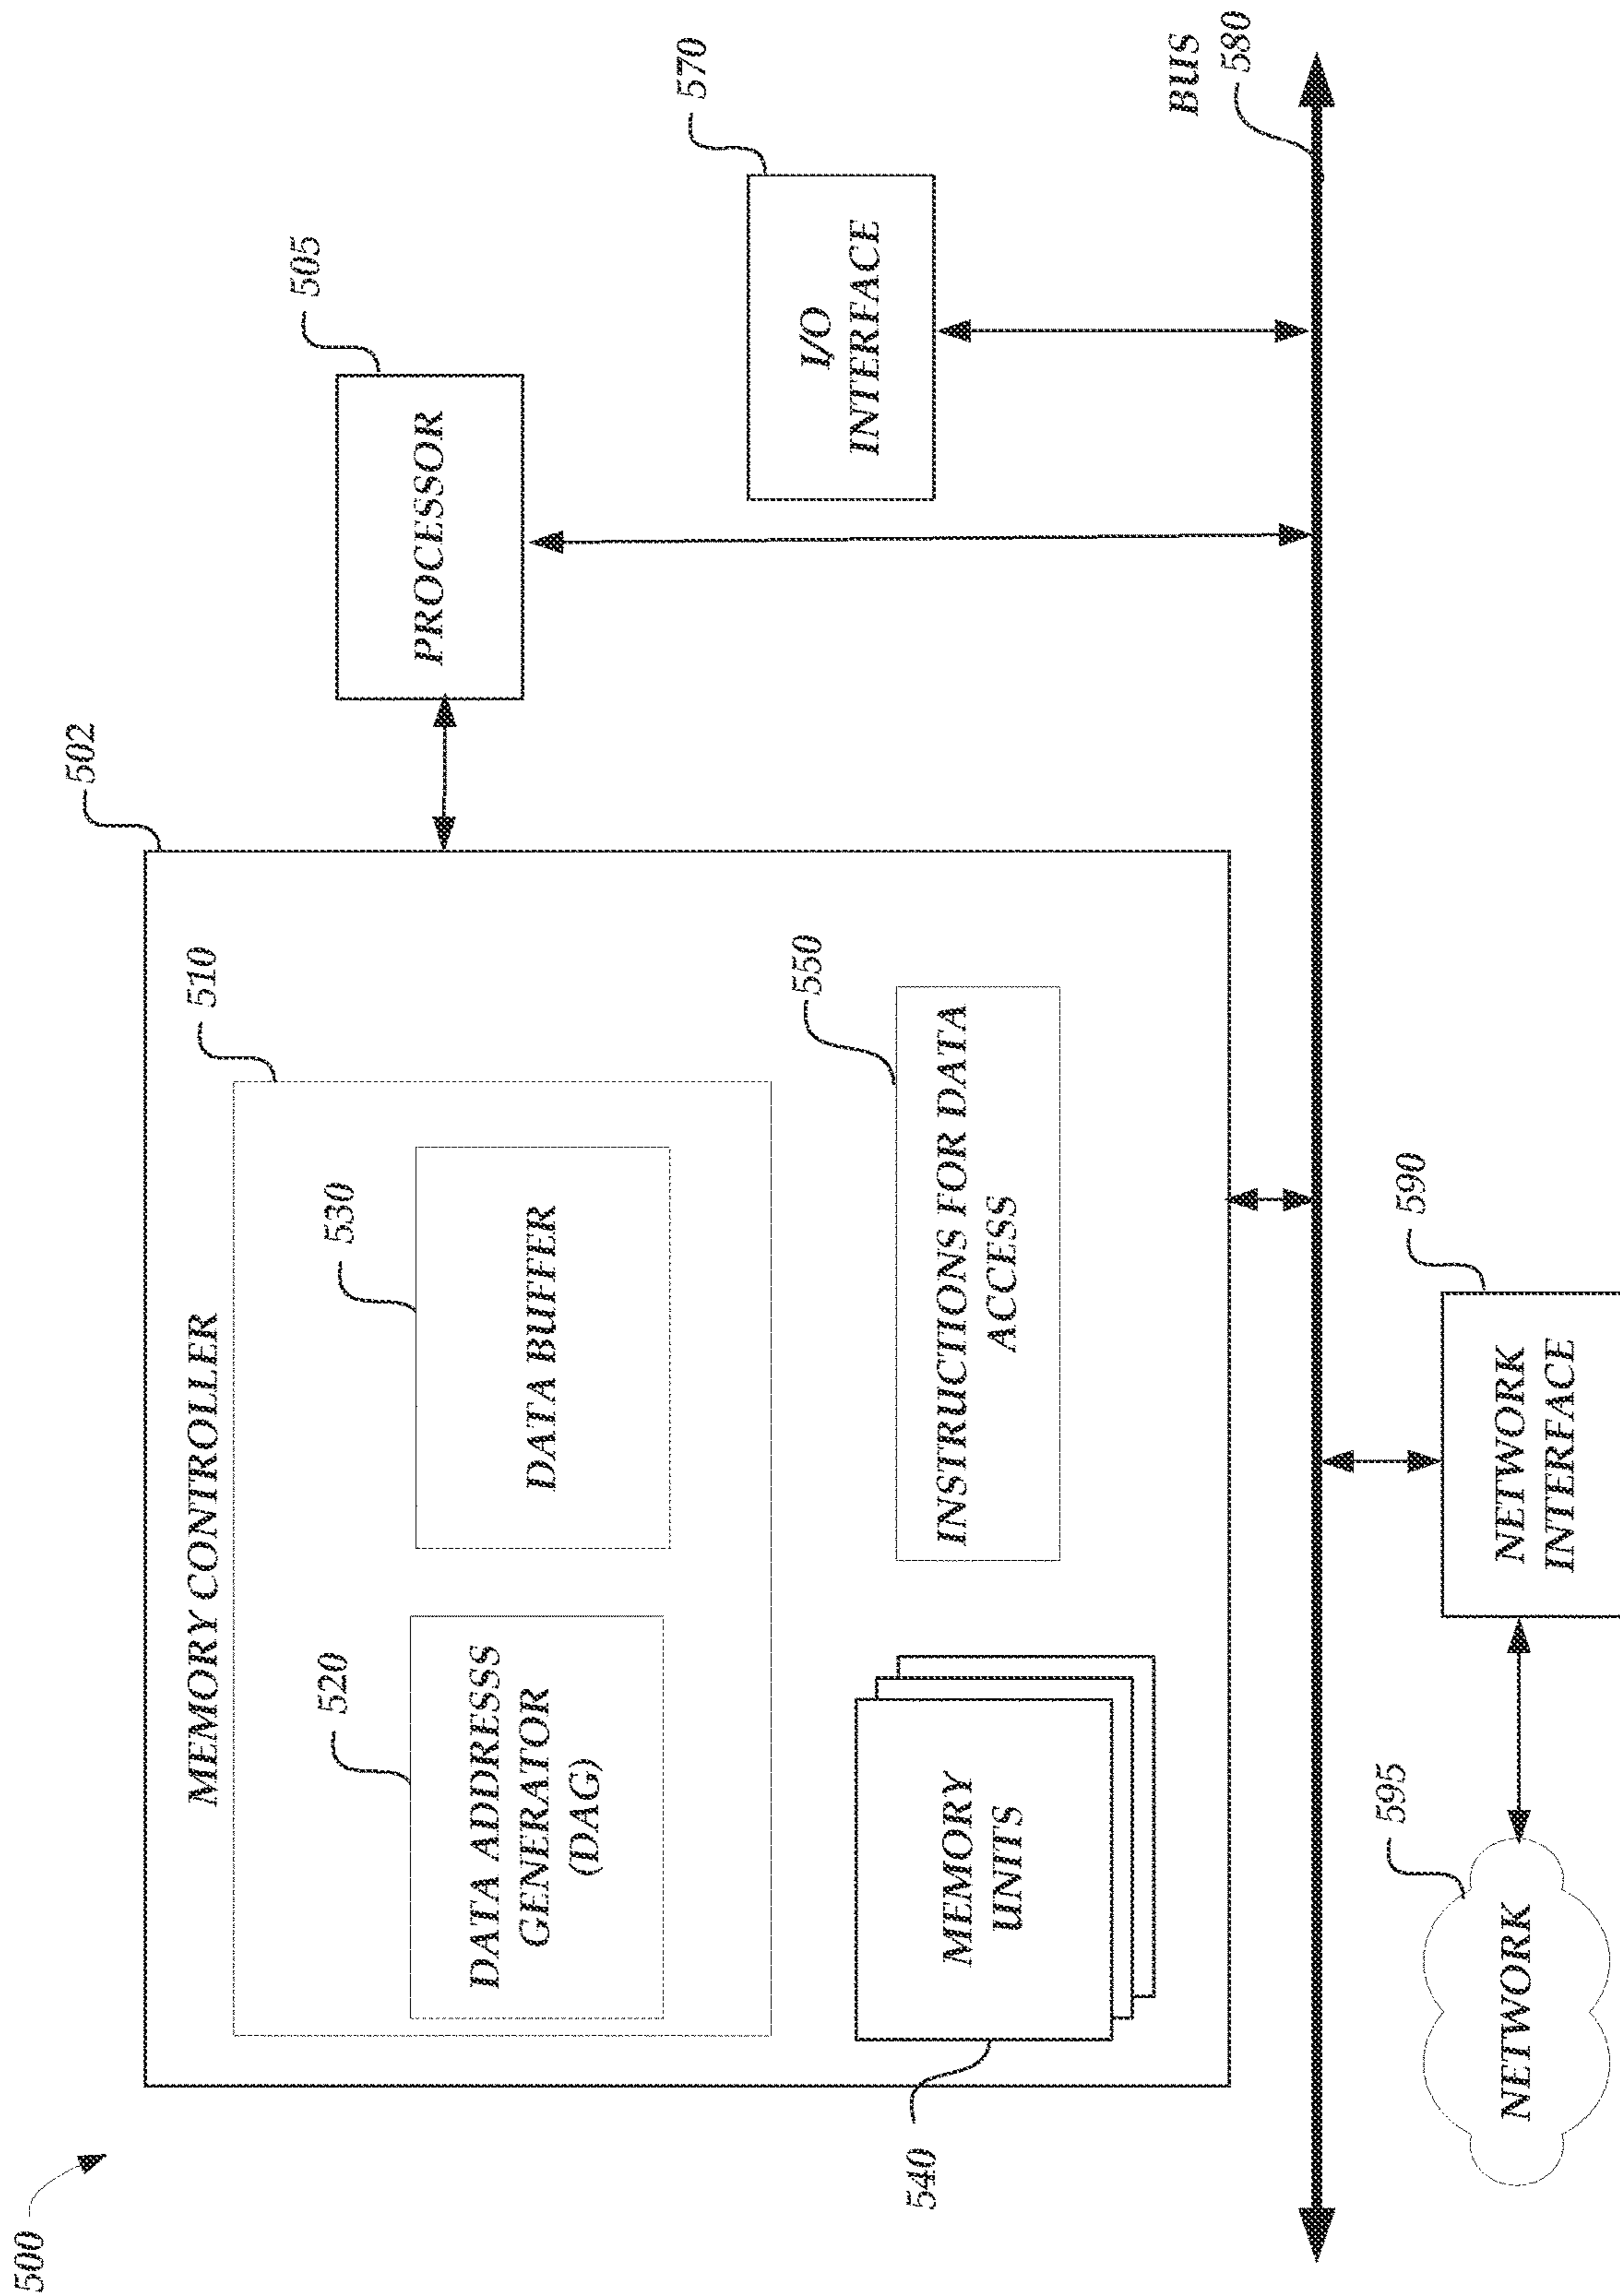 500
502
MEMORY CONTROLLER
510
505
520
530
PROCESSOR
DATA ADDRESSS
GENERATOR
(DAG)
DATA BUFFER
570
540
MEMORY
UNITS
550
INSTRUCTIONS FOR DATA
ACCESS
I/O
INTERFACE
BUS
580
595
NETWORK
590
NETWORK
INTERFACE